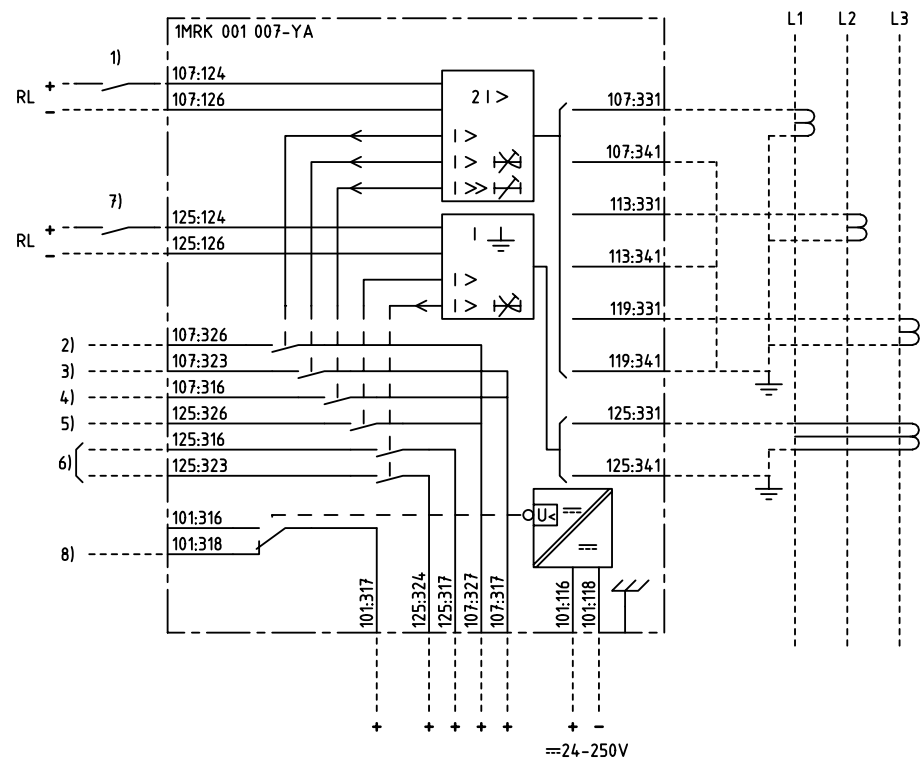 L1 L2 L3
1MRK 001 007-YA
1)
RL + 107:124
- 107:126
2 I >
I >
I >
I >>
107:331
107:341
7)
RL + 125:124
- 125:126
I
I >
I >
113:331
113:341
119:331
119:341
2) 107:326
3) 107:323
4) 107:316
5) 125:326
6) 125:316
125:323
125:331
125:341
101:316
8) 101:318
U<
101:317
125:324
125:317
107:327
107:317
101:116
101:118
+ + + + + + -
24-250V